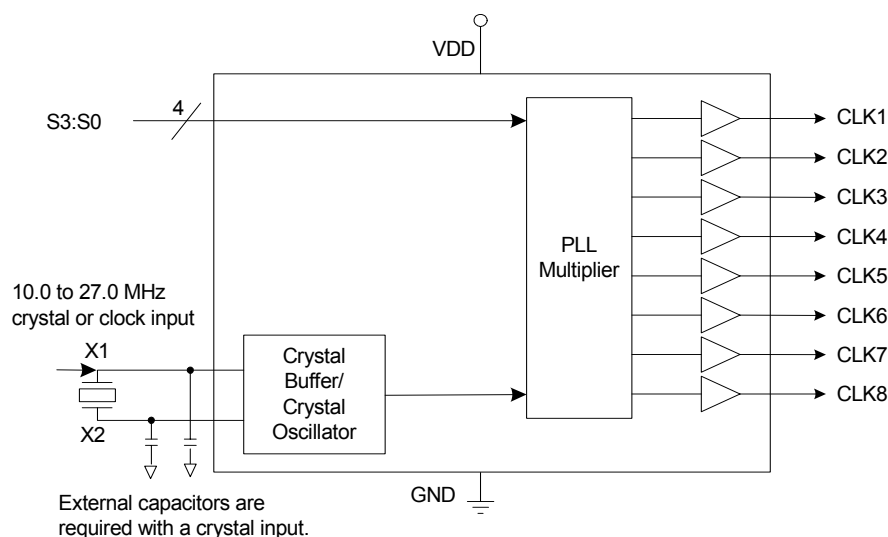 VDD
4
S3:S0
CLK1
CLK2
CLK3
CLK4
CLK5
CLK6
CLK7
CLK8
PLL
Multiplier
10.0 to 27.0 MHz
crystal or clock input
X1
X2
Crystal
Buffer/
Crystal
Oscillator
GND
External capacitors are
required with a crystal input.